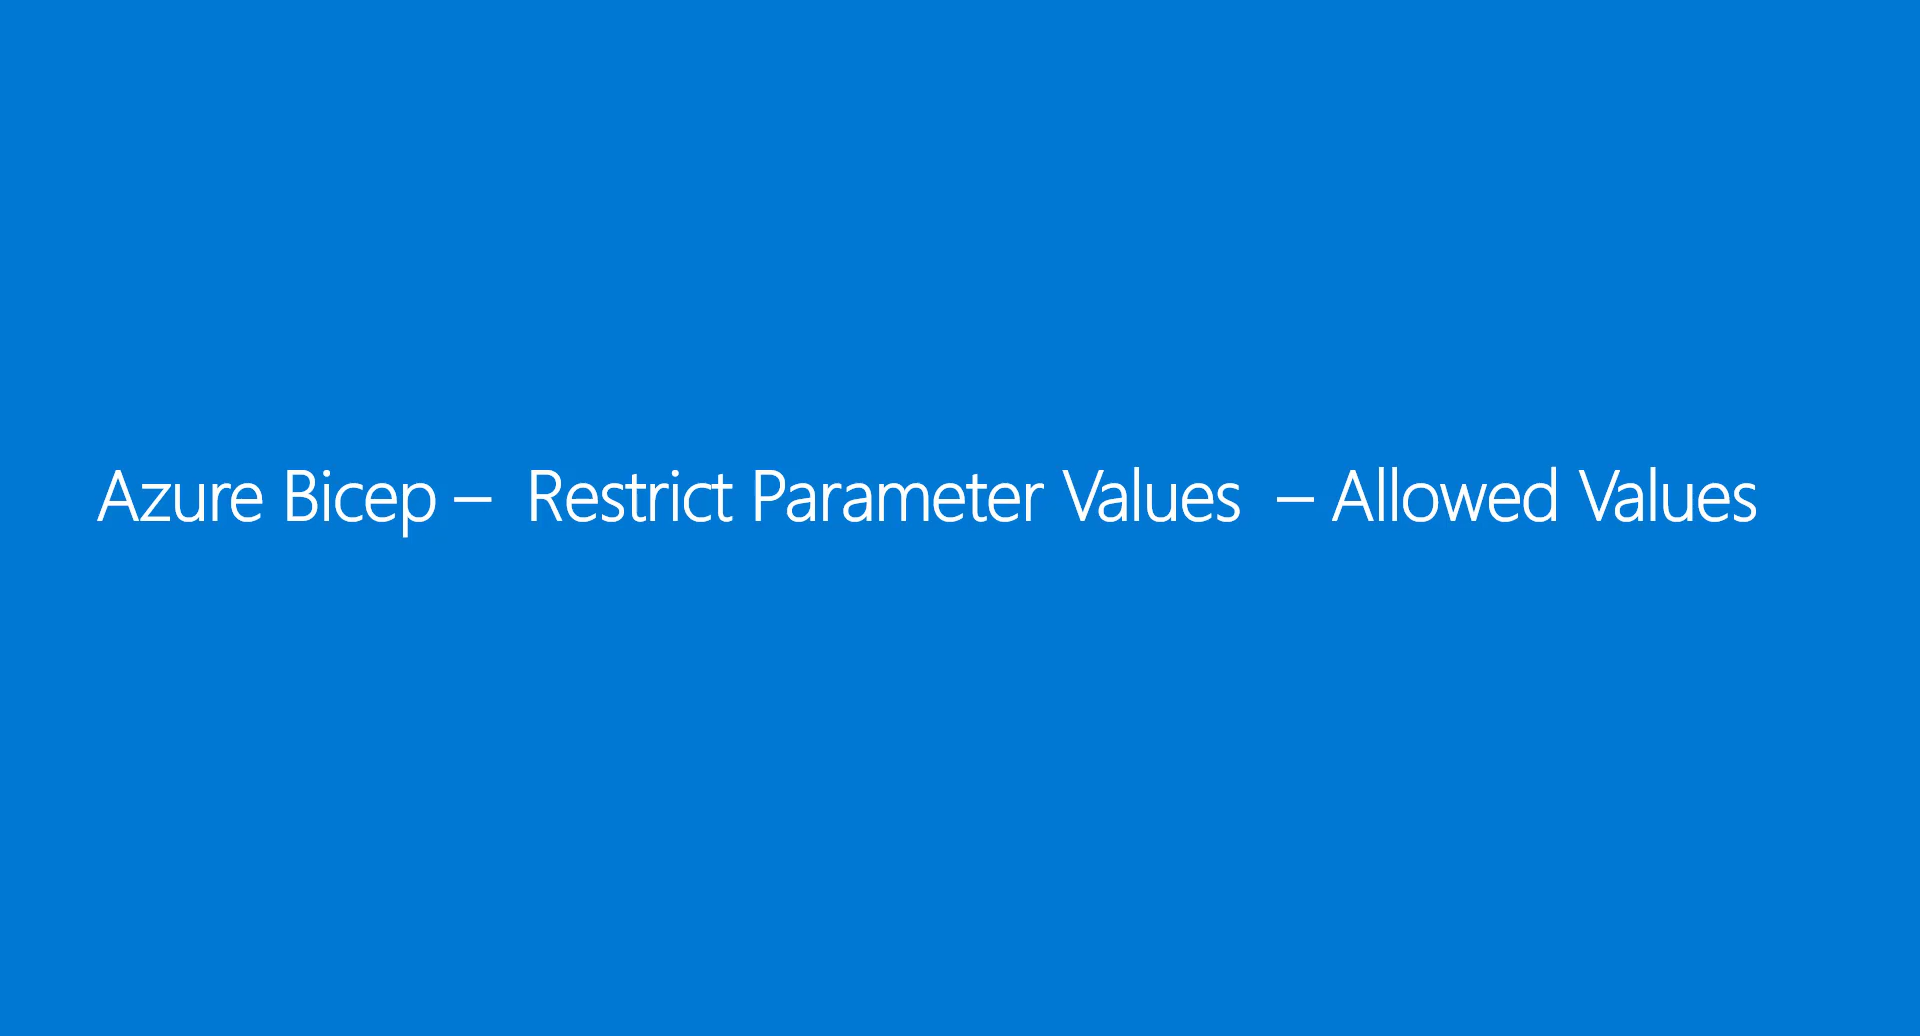 Azure Bicep –  Restrict Parameter Values  – Allowed Values